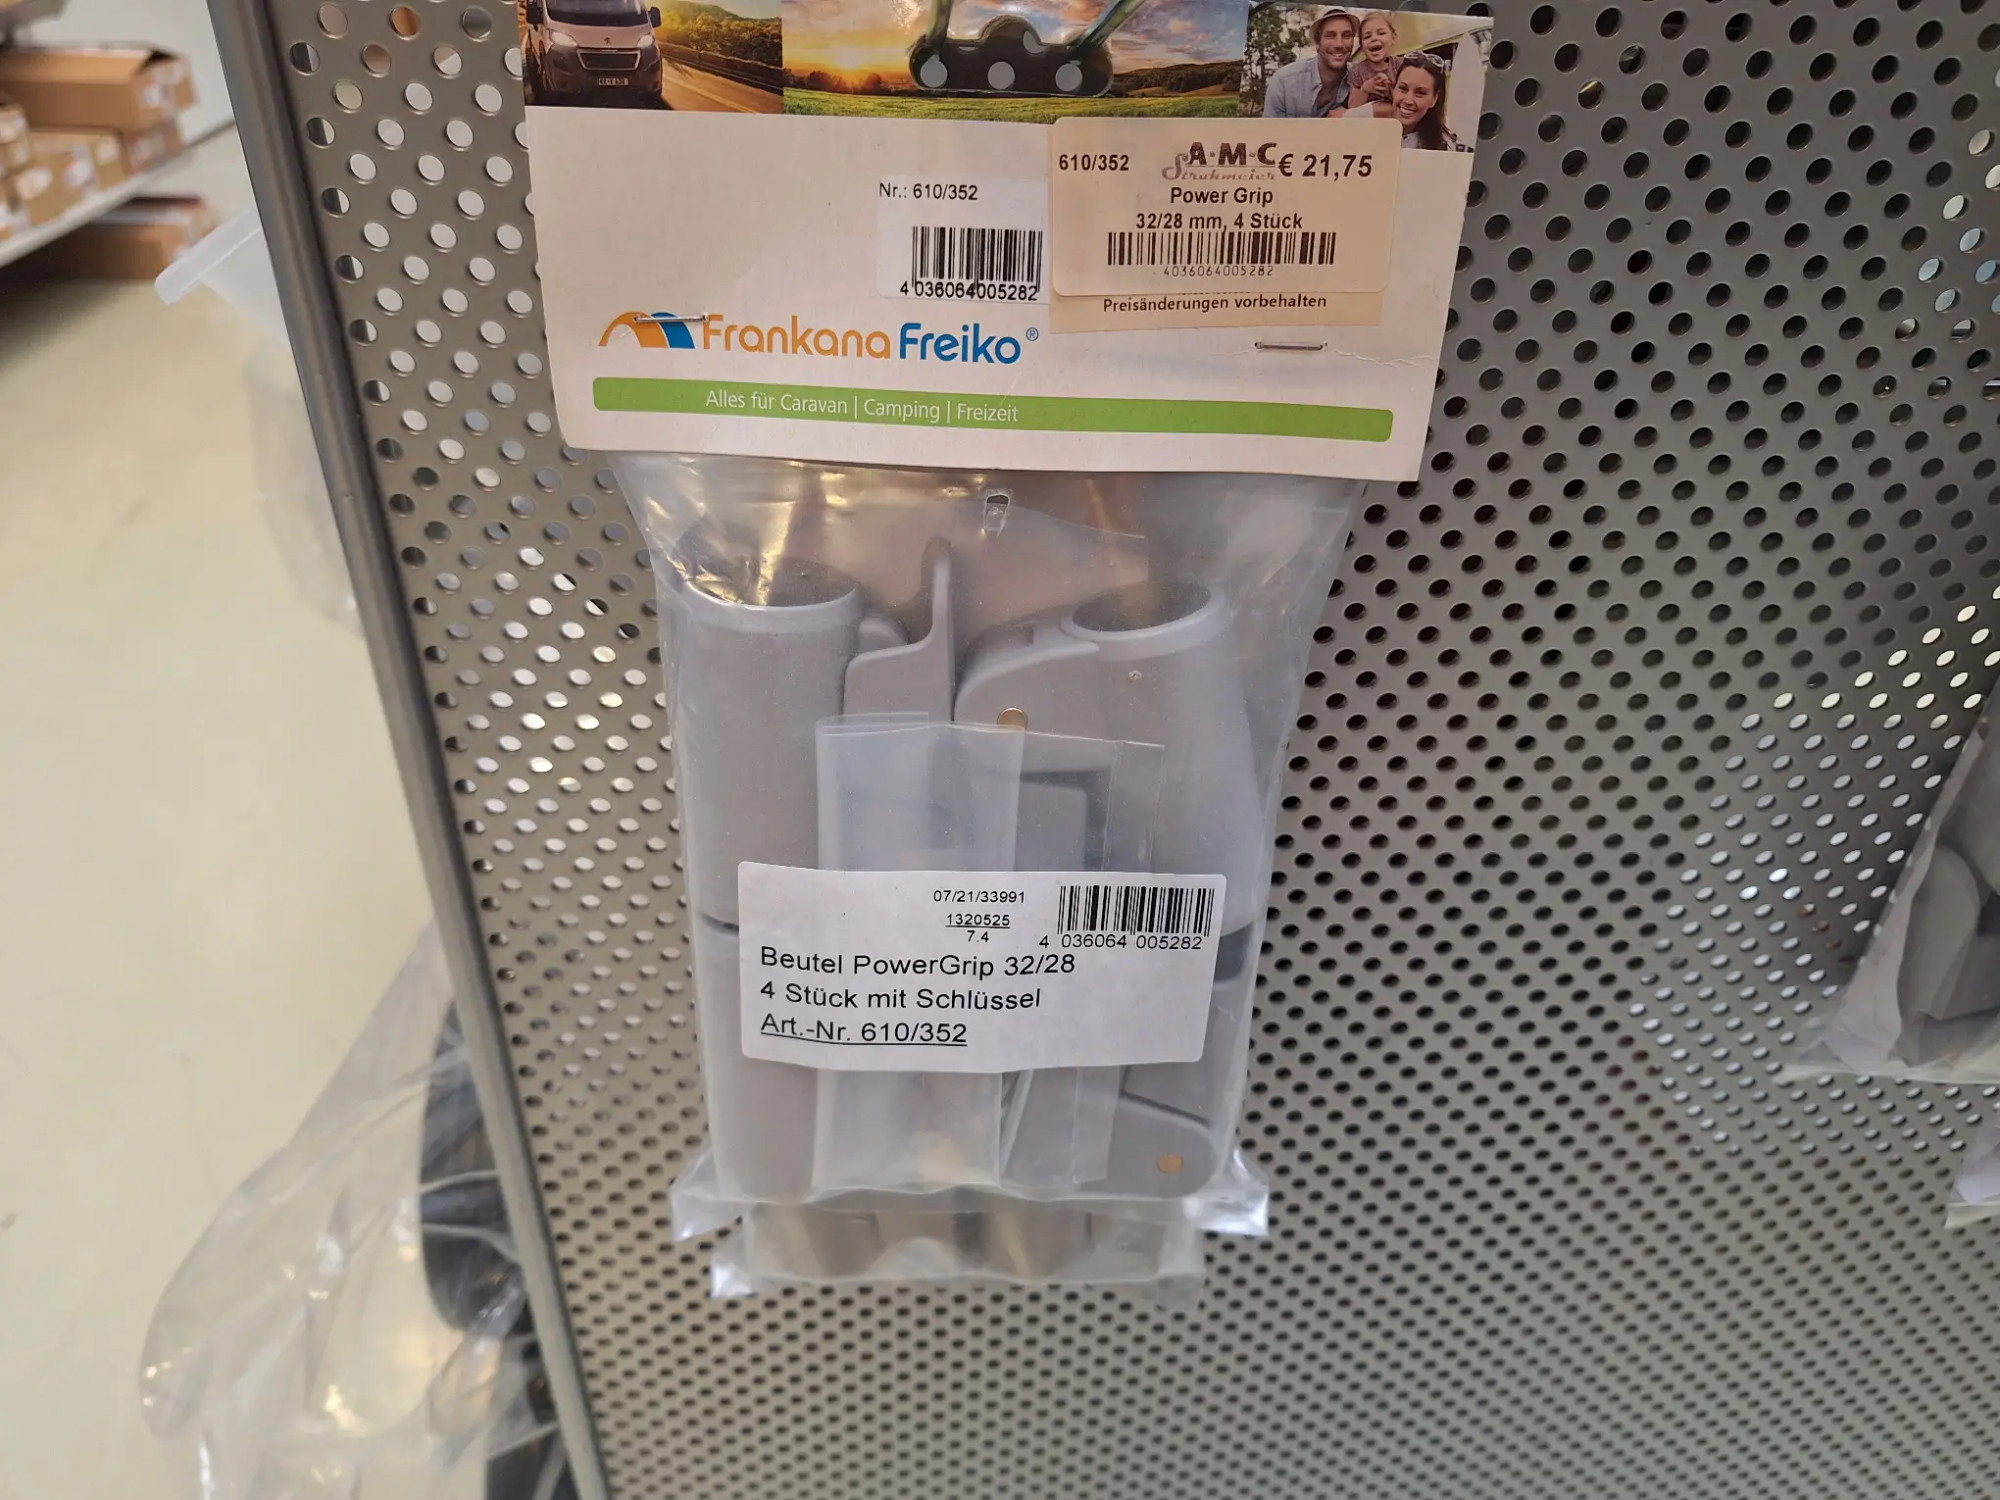 610/352 A·M·C € 21,75
Strohmeier
Power Grip
32/28 mm, 4 Stück
4036064005282
Preisänderungen vorbehalten
Nr.: 610/352
4 036064 005282
Frankana Freiko®
Alles für Caravan | Camping | Freizeit
07/21/33991
1320525
7.4
4 036064 005282
Beutel PowerGrip 32/28
4 Stück mit Schlüssel
Art.-Nr. 610/352